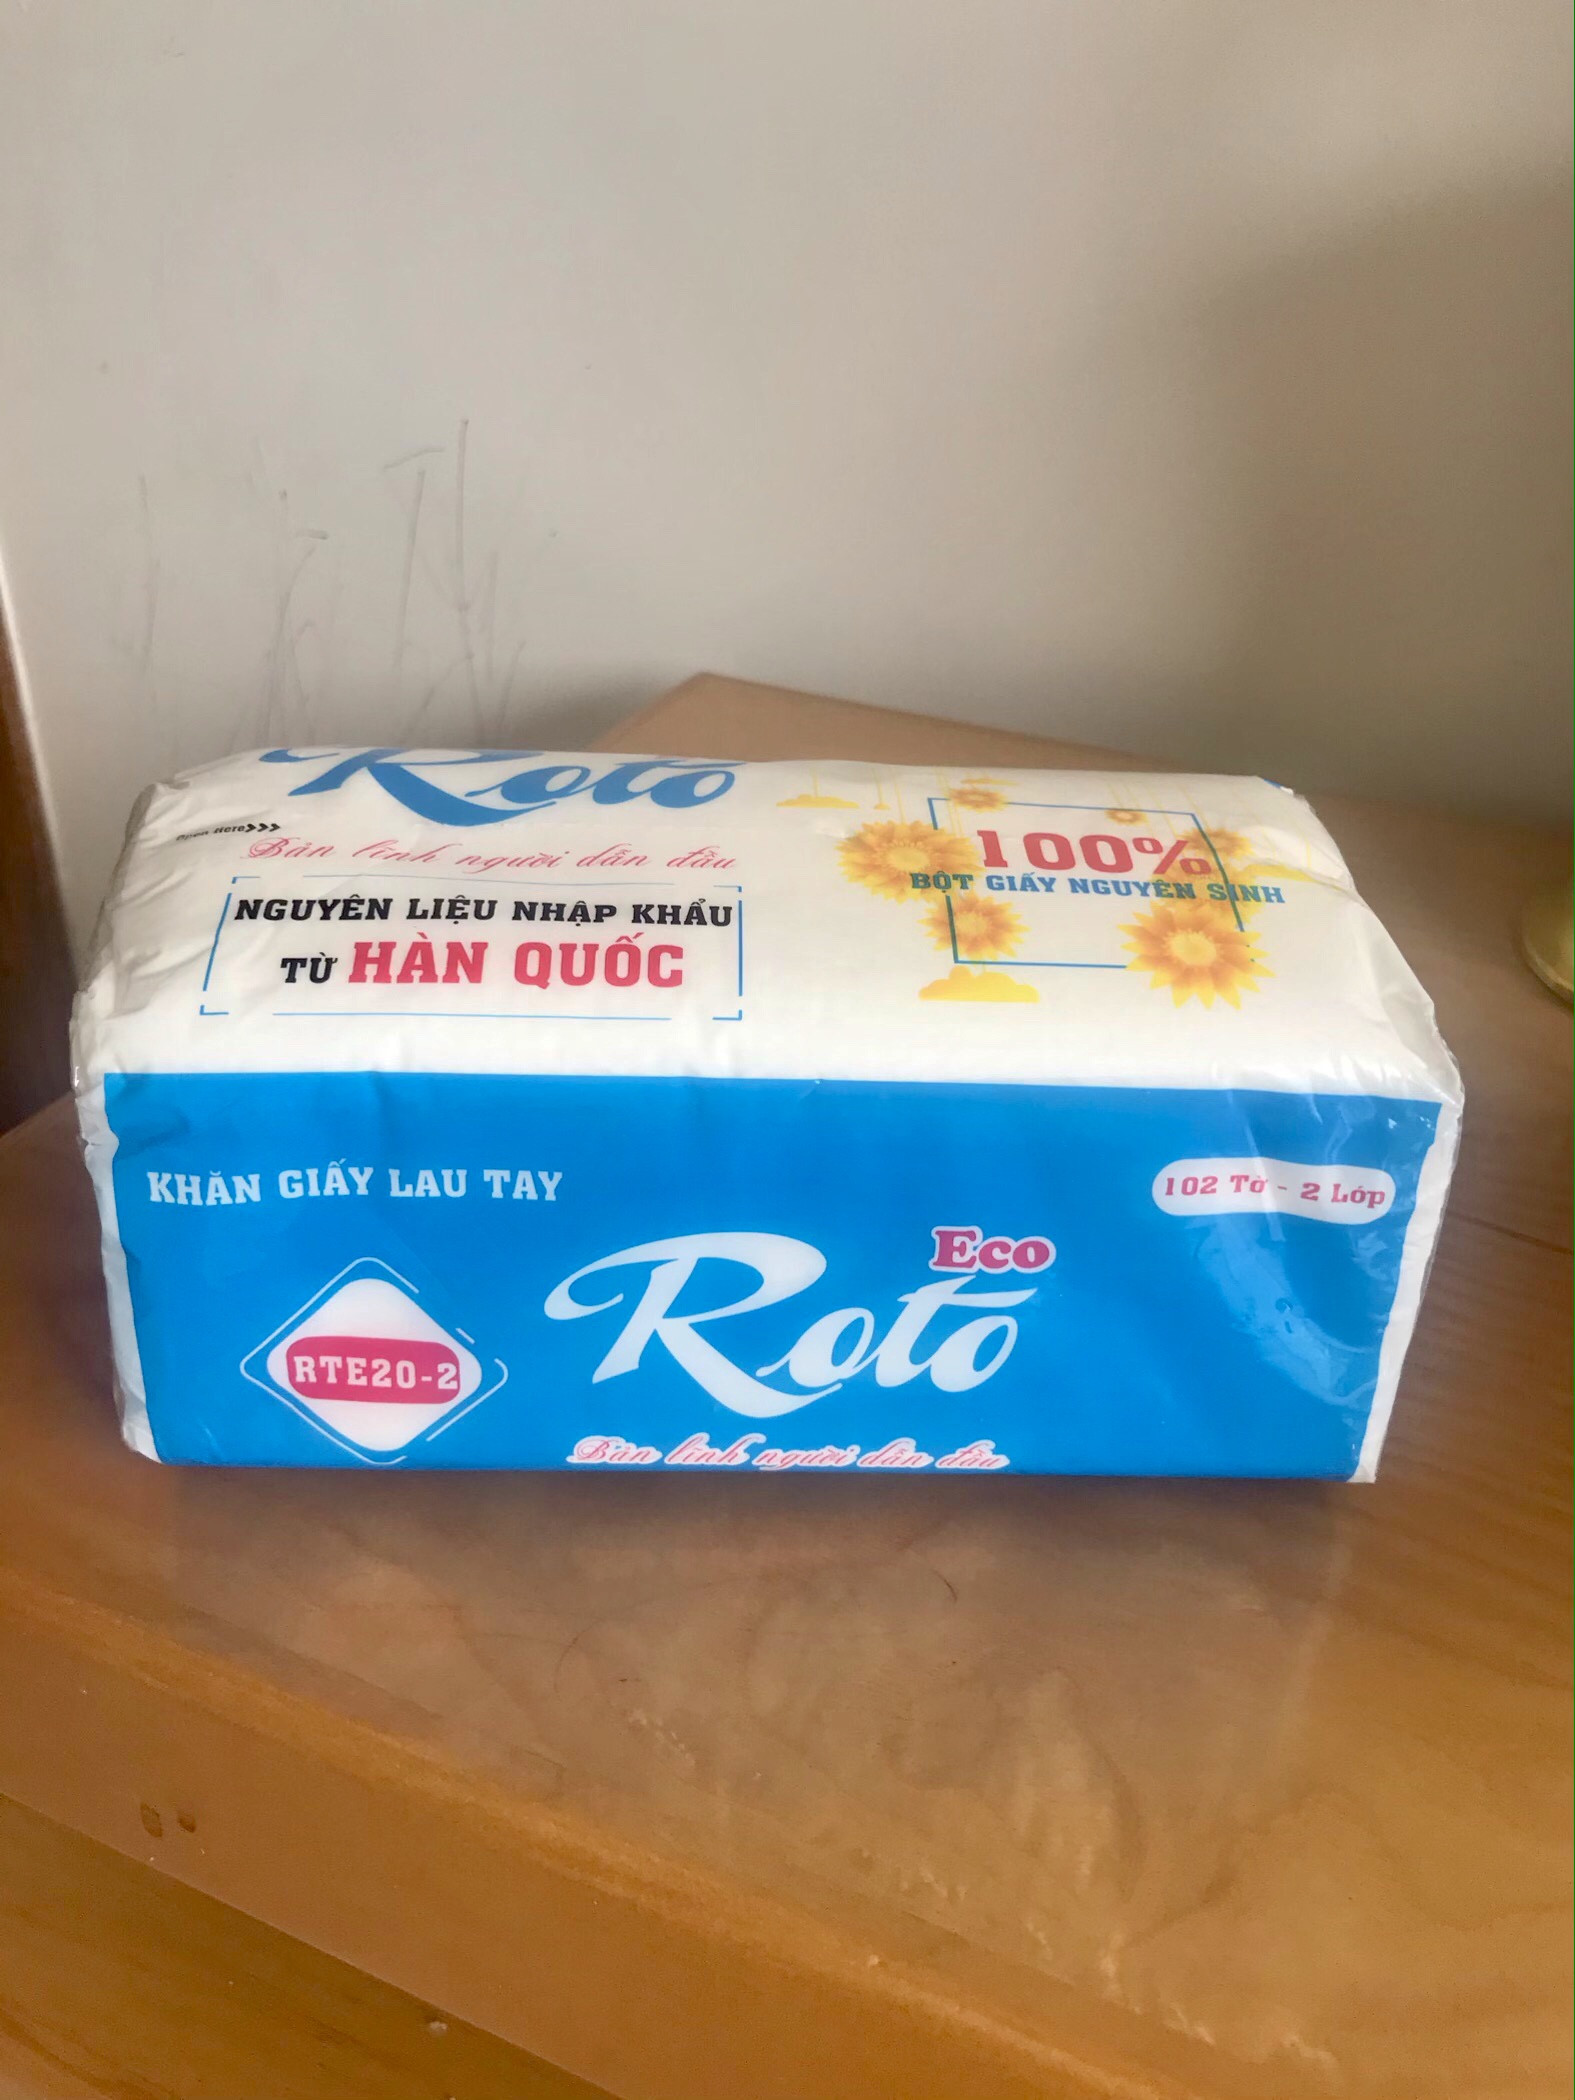 Roto
Open Here>>>
Bản lĩnh người dẫn đầu
NGUYÊN LIỆU NHẬP KHẨU
TỪ HÀN QUỐC
100%
BỘT GIẤY NGUYÊN SINH
KHĂN GIẤY LAU TAY
102 Tờ - 2 Lớp
RTE20-2
Eco
Roto
Bản lĩnh người dẫn đầu